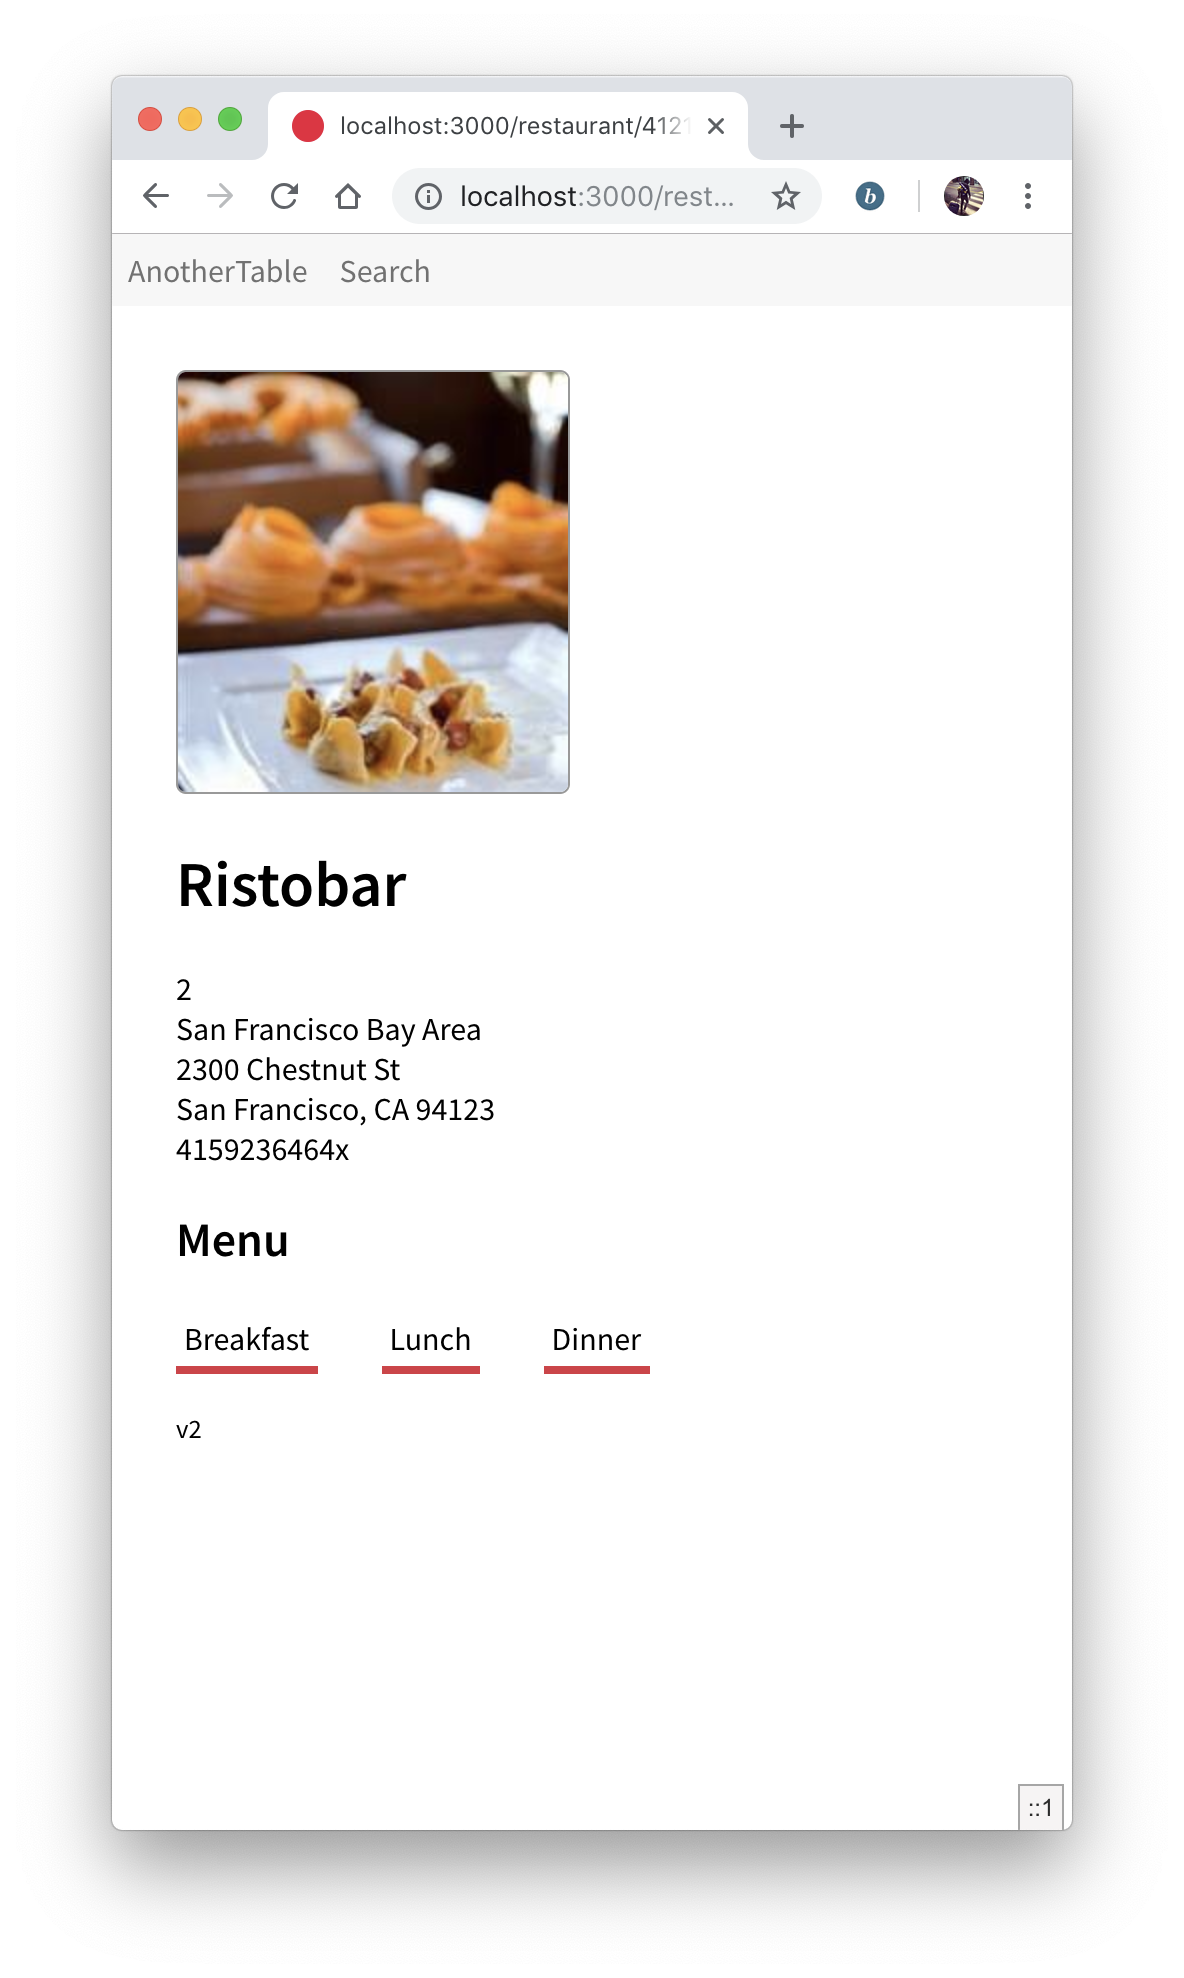 localhost:3000/restaurant/4121
localhost:3000/rest...
b
AnotherTable Search
Ristobar
2
San Francisco Bay Area
2300 Chestnut St
San Francisco, CA 94123
4159236464x
Menu
Breakfast Lunch Dinner
v2
::1